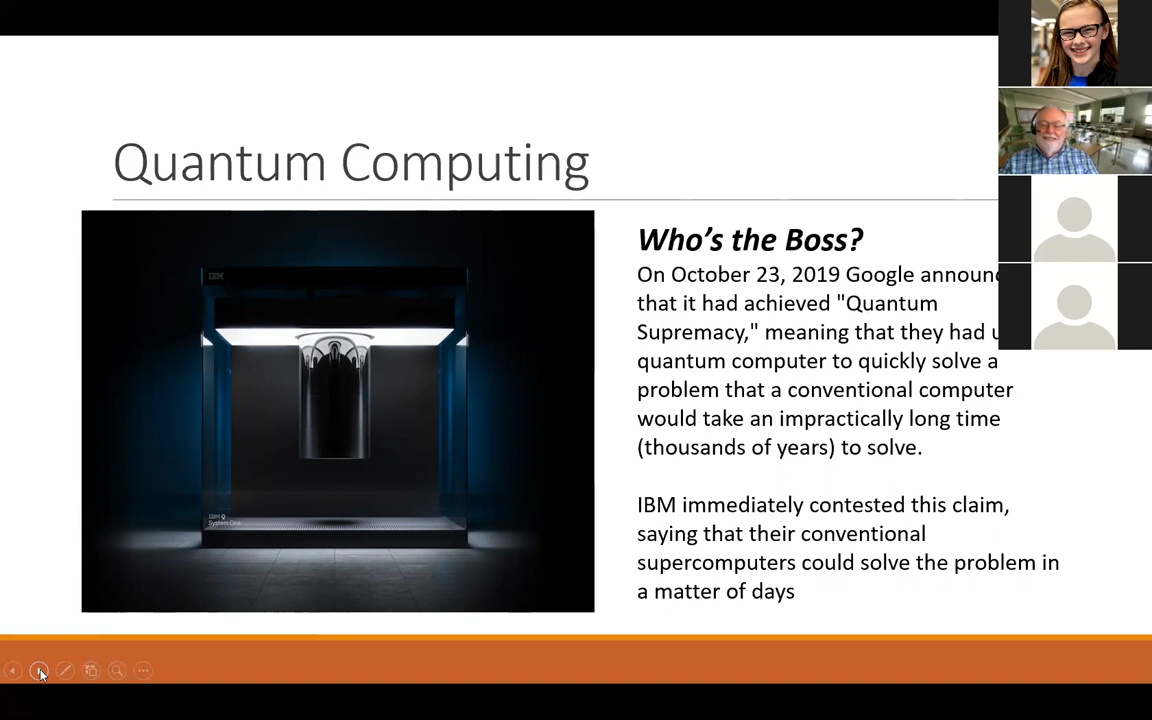 Quantum Computing
IBM
IBM Q
System One
Who's the Boss?
On October 23, 2019 Google
that it had achieved "Quantum
Supremacy," meaning that they had
quantum computer to quickly solve a
problem that a conventional computer
would take an impractically long time
(thousands of years) to solve.
IBM immediately contested this claim,
saying that their conventional
supercomputers could solve the problem in
a matter of days